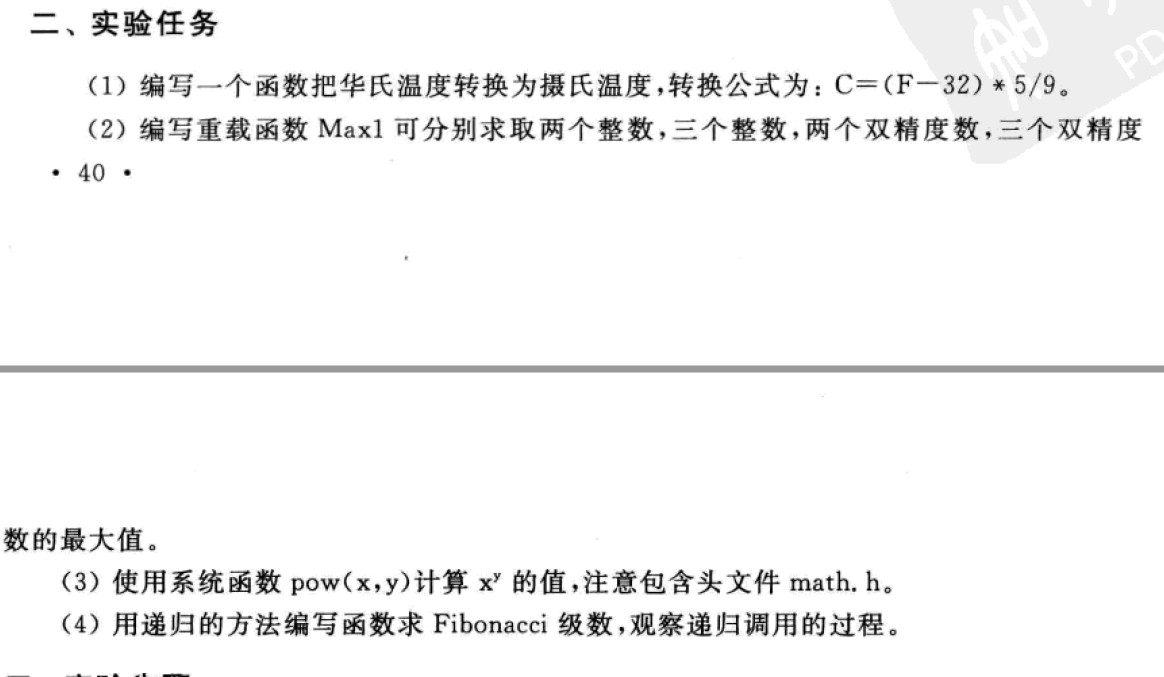 二、实验任务
(1) 编写一个函数把华氏温度转换为摄氏温度,转换公式为: C=(F-32) * 5/9。
(2) 编写重载函数 Max1 可分别求取两个整数,三个整数,两个双精度数,三个双精度
• 40 •
数的最大值。
(3) 使用系统函数 pow(x,y)计算 xʸ 的值,注意包含头文件 math. h。
(4) 用递归的方法编写函数求 Fibonacci 级数,观察递归调用的过程。